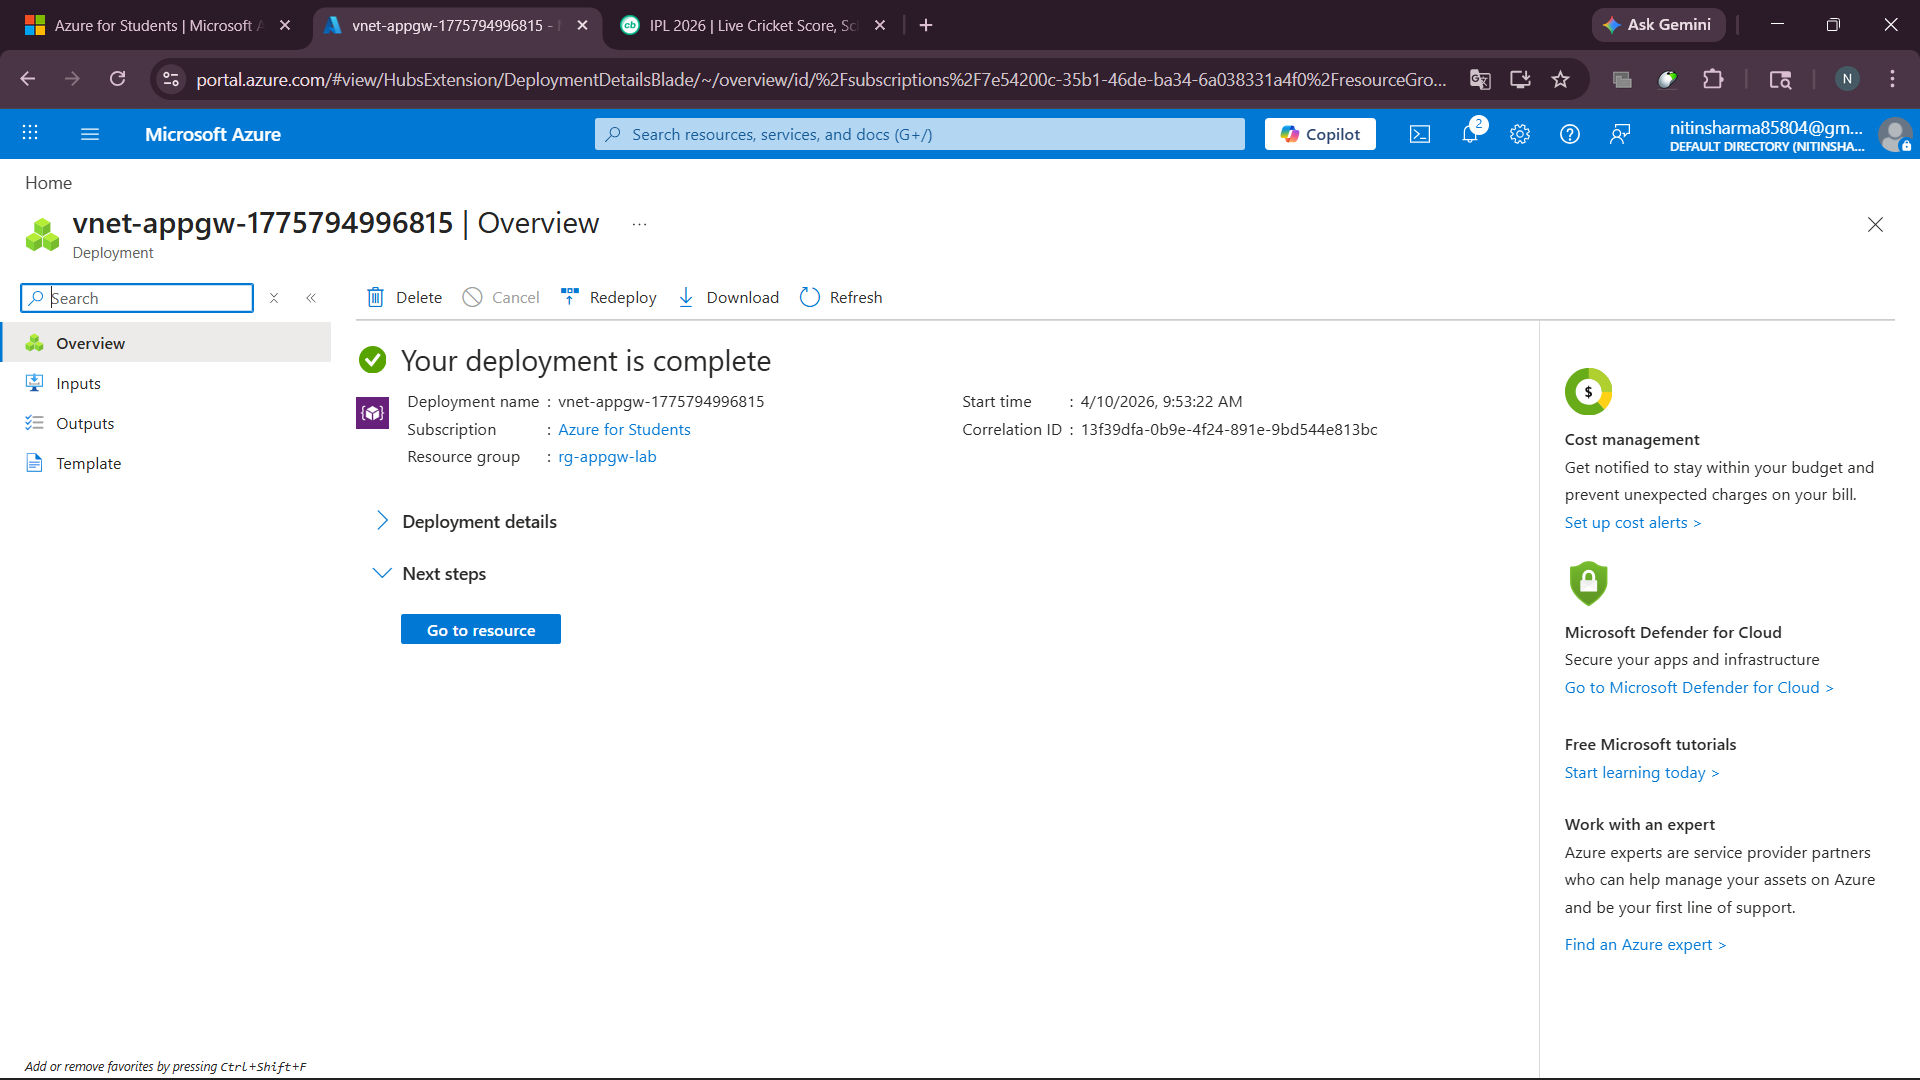 Azure for Students | Microsoft A
vnet-appgw-1775794996815 -
IPL 2026 | Live Cricket Score, Sc
Ask Gemini
portal.azure.com/#view/HubsExtension/DeploymentDetailsBlade/~/overview/id/%2Fsubscriptions%2F7e54200c-35b1-46de-ba34-6a038331a4f0%2FresourceGro...
N
Microsoft Azure
Search resources, services, and docs (G+/)
Copilot
2
nitinsharma85804@gm...
DEFAULT DIRECTORY (NITINSHA...
Home
vnet-appgw-1775794996815 | Overview ...
Deployment
Search
Delete
Cancel
Redeploy
Download
Refresh
Overview
Inputs
Outputs
Template
Your deployment is complete
Deployment name : vnet-appgw-1775794996815
Subscription : Azure for Students
Resource group : rg-appgw-lab
Start time : 4/10/2026, 9:53:22 AM
Correlation ID : 13f39dfa-0b9e-4f24-891e-9bd544e813bc
Deployment details
Next steps
Go to resource
$
Cost management
Get notified to stay within your budget and
prevent unexpected charges on your bill.
Set up cost alerts >
Microsoft Defender for Cloud
Secure your apps and infrastructure
Go to Microsoft Defender for Cloud >
Free Microsoft tutorials
Start learning today >
Work with an expert
Azure experts are service provider partners
who can help manage your assets on Azure
and be your first line of support.
Find an Azure expert >
Add or remove favorites by pressing Ctrl+Shift+F